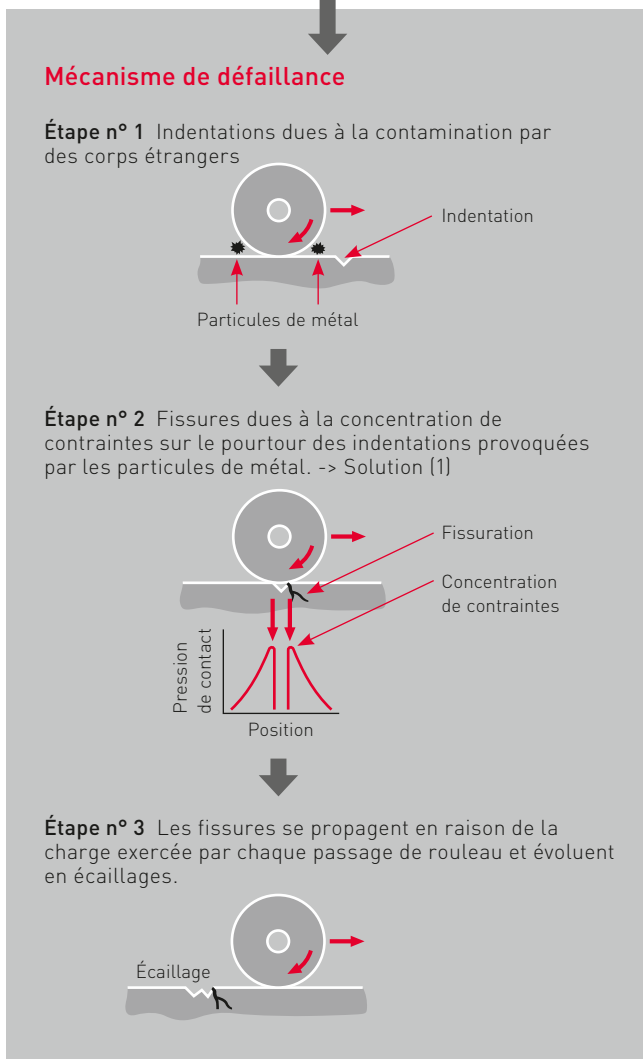 Mécanisme de défaillance
Étape n° 1 Indentations dues à la contamination par
des corps étrangers
Indentation
Particules de métal
Étape n° 2 Fissures dues à la concentration de
contraintes sur le pourtour des indentations provoquées
par les particules de métal. -> Solution (1)
Fissuration
Concentration
de contraintes
Pression
de contact
Position
Étape n° 3 Les fissures se propagent en raison de la
charge exercée par chaque passage de rouleau et évoluent
en écaillages.
Écaillage